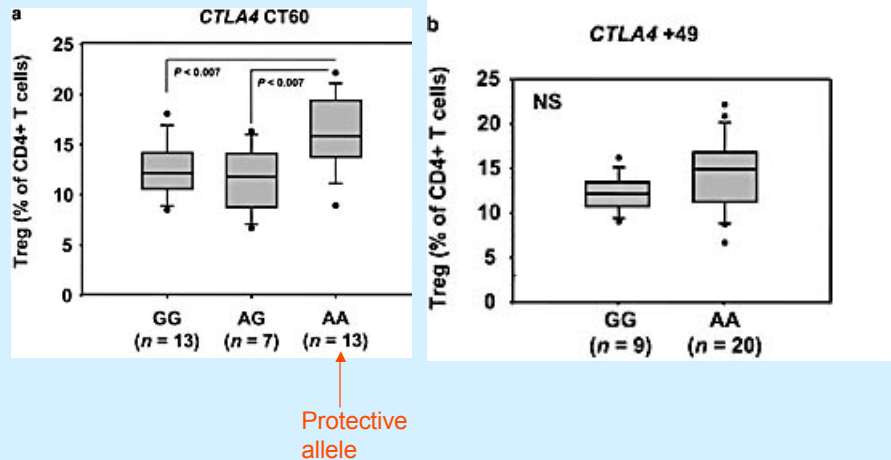 a
CTLA4 CT60
Treg (% of CD4+ T cells)
25
20
15
10
5
0
P < 0.007
P < 0.007
GG AG AA
(n = 13) (n = 7) (n = 13)
Protective
allele
b
CTLA4 +49
Treg (% of CD4+ T cells)
25
20
15
10
5
0
NS
GG AA
(n = 9) (n = 20)